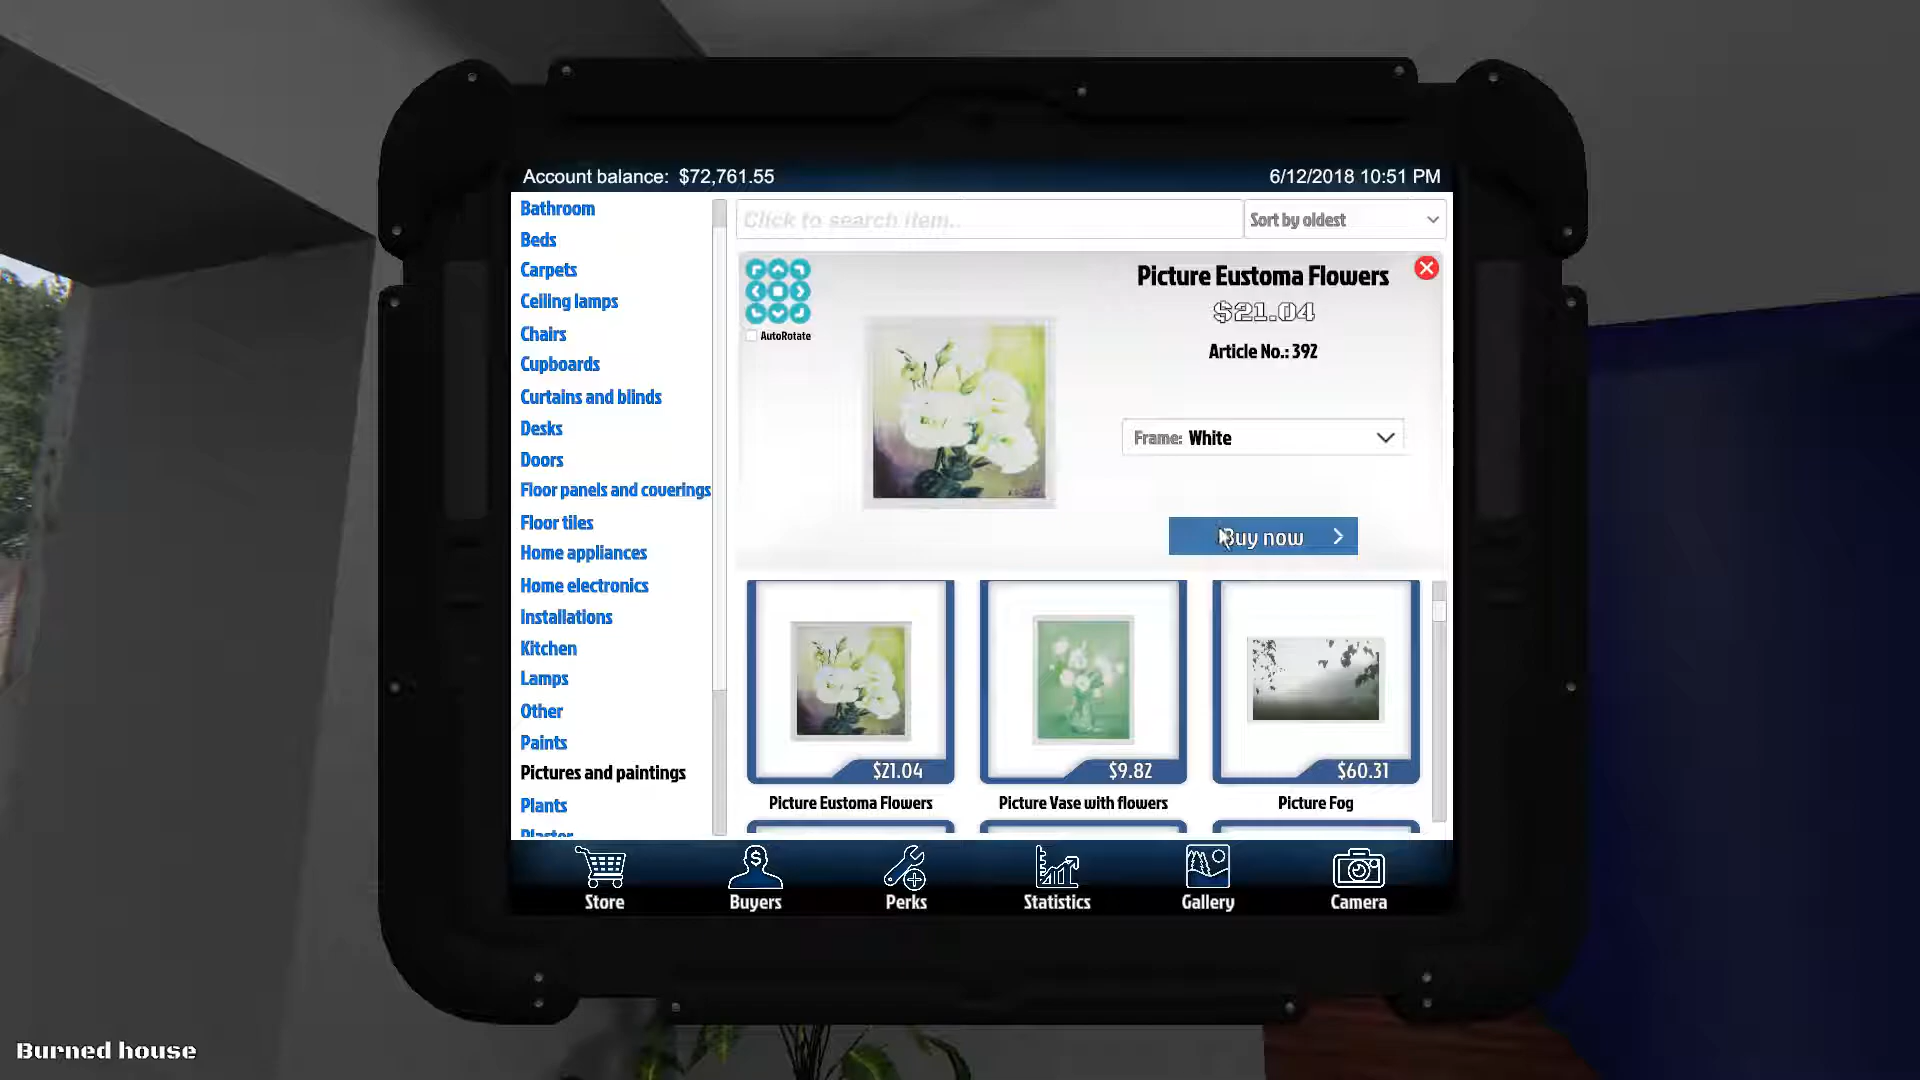 Account balance: $72,761.55
6/12/2018 10:51 PM
Bathroom
Beds
Carpets
Ceiling lamps
Chairs
Cupboards
Curtains and blinds
Desks
Doors
Floor panels and coverings
Floor tiles
Home appliances
Home electronics
Installations
Kitchen
Lamps
Other
Paints
Pictures and paintings
Plants
Plaster
Click to search item..
Sort by oldest
AutoRotate
Picture Eustoma Flowers
$21.04
Article No.: 392
Frame: White
Buy now
$21.04
$9.82
$60.31
Picture Eustoma Flowers
Picture Vase with flowers
Picture Fog
Store
Buyers
Perks
Statistics
Gallery
Camera
Burned house